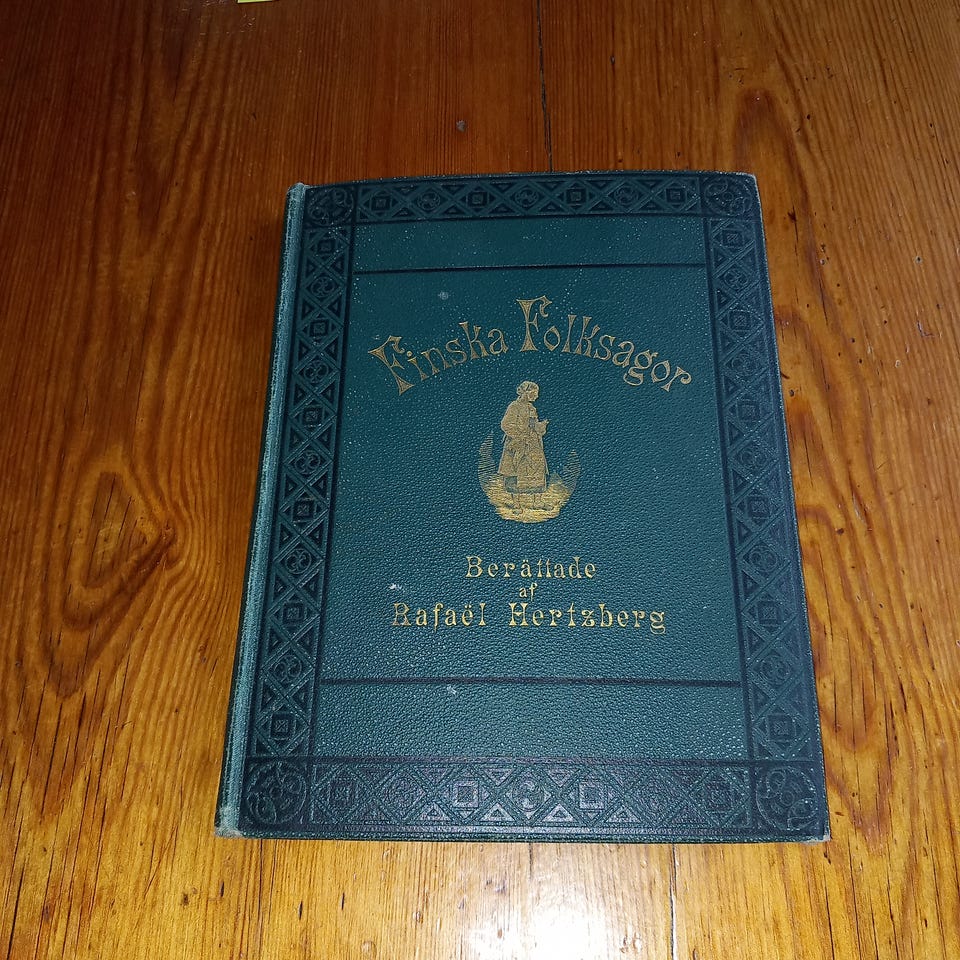 Finska Folksagor
Berättade
af
Rafaël Hertzberg